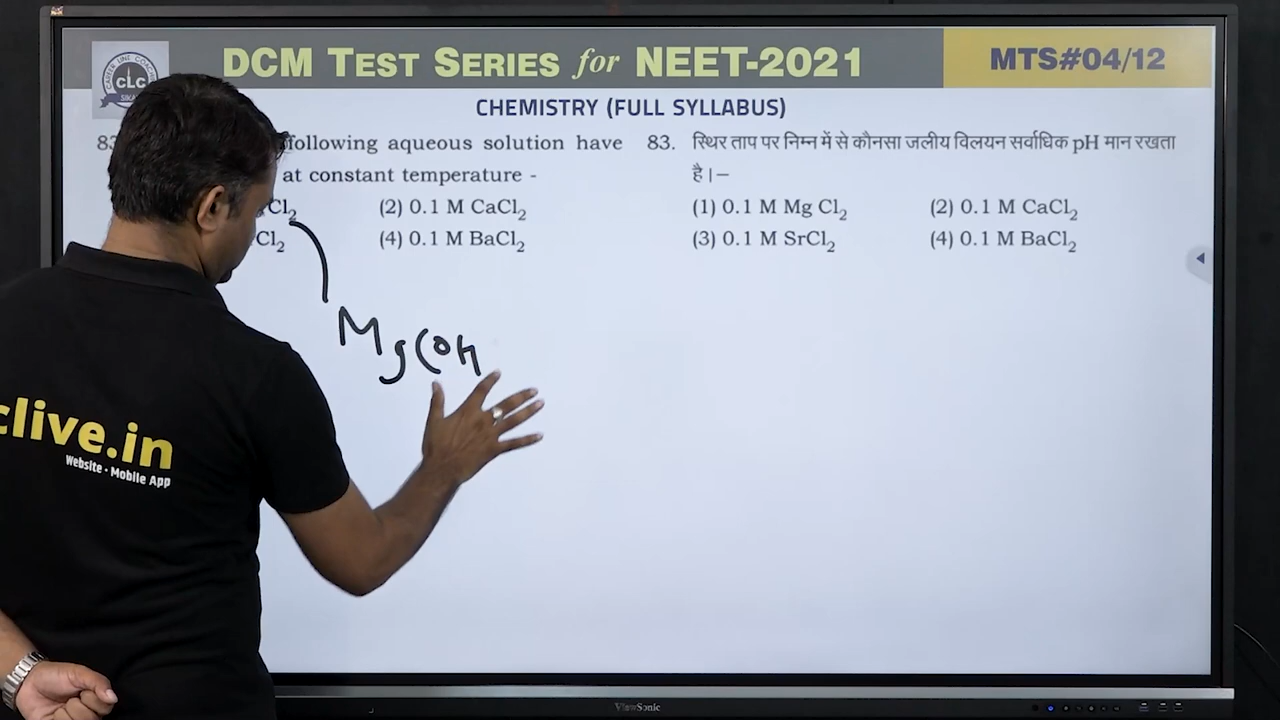 DCM TEST SERIES for NEET-2021
MTS#04/12
CLC
CHEMISTRY (FULL SYLLABUS)
following aqueous solution have
at constant temperature -
Cl2
(2) 0.1 M CaCl2
Cl2
(4) 0.1 M BaCl2
83. स्थिर ताप पर निम्न में से कौनसा जलीय विलयन सर्वाधिक pH मान रखता
है।–
(1) 0.1 M Mg Cl2
(2) 0.1 M CaCl2
(3) 0.1 M SrCl2
(4) 0.1 M BaCl2
Mg(OH
clive.in
Website • Mobile App
ViewSonic